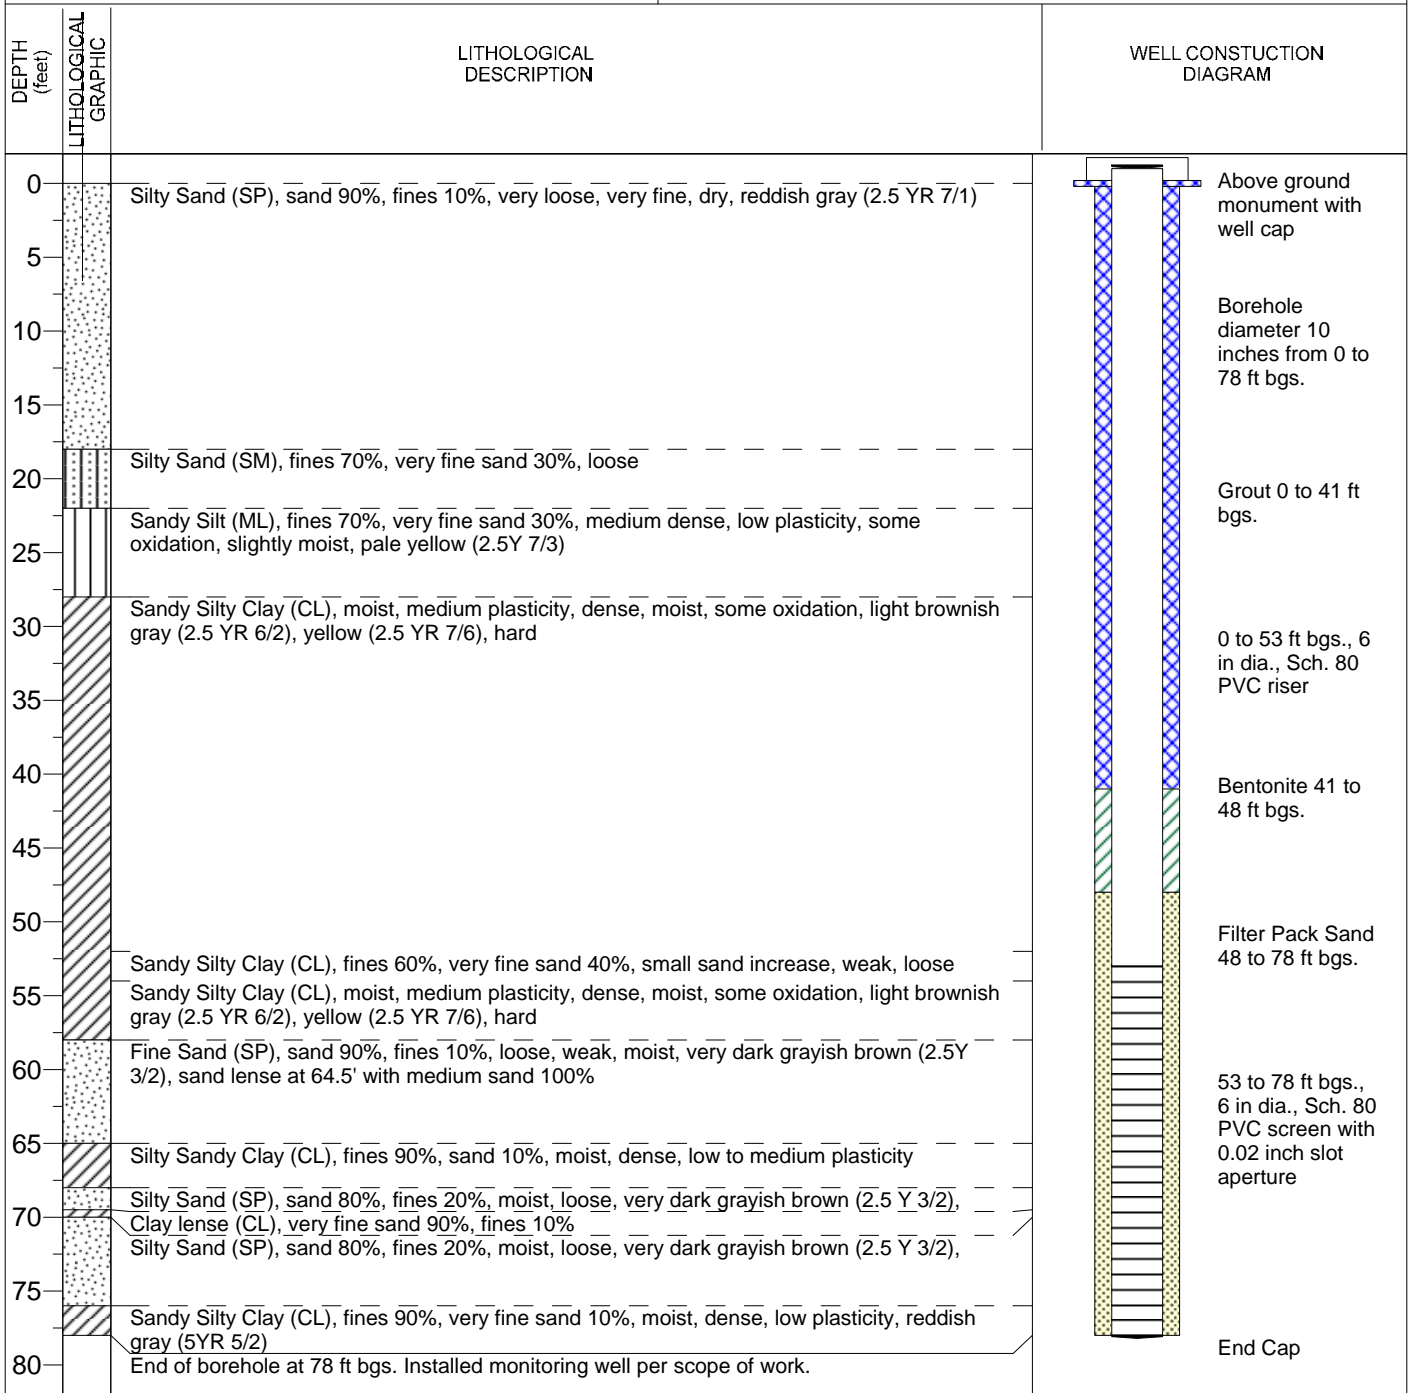 DEPTH
(feet)
LITHOLOGICAL
GRAPHIC
LITHOLOGICAL
DESCRIPTION
WELL CONSTUCTION
DIAGRAM
0
5
10
15
20
25
30
35
40
45
50
55
60
65
70
75
80
Silty Sand (SP), sand 90%, fines 10%, very loose, very fine, dry, reddish gray (2.5 YR 7/1)
Silty Sand (SM), fines 70%, very fine sand 30%, loose
Sandy Silt (ML), fines 70%, very fine sand 30%, medium dense, low plasticity, some
oxidation, slightly moist, pale yellow (2.5Y 7/3)
Sandy Silty Clay (CL), moist, medium plasticity, dense, moist, some oxidation, light brownish
gray (2.5 YR 6/2), yellow (2.5 YR 7/6), hard
Sandy Silty Clay (CL), fines 60%, very fine sand 40%, small sand increase, weak, loose
Sandy Silty Clay (CL), moist, medium plasticity, dense, moist, some oxidation, light brownish
gray (2.5 YR 6/2), yellow (2.5 YR 7/6), hard
Fine Sand (SP), sand 90%, fines 10%, loose, weak, moist, very dark grayish brown (2.5Y
3/2), sand lense at 64.5' with medium sand 100%
Silty Sandy Clay (CL), fines 90%, sand 10%, moist, dense, low to medium plasticity
Silty Sand (SP), sand 80%, fines 20%, moist, loose, very dark grayish brown (2.5 Y 3/2),
Clay lense (CL), very fine sand 90%, fines 10%
Silty Sand (SP), sand 80%, fines 20%, moist, loose, very dark grayish brown (2.5 Y 3/2),
Sandy Silty Clay (CL), fines 90%, very fine sand 10%, moist, dense, low plasticity, reddish
gray (5YR 5/2)
End of borehole at 78 ft bgs. Installed monitoring well per scope of work.
Above ground
monument with
well cap
Borehole
diameter 10
inches from 0 to
78 ft bgs.
Grout 0 to 41 ft
bgs.
0 to 53 ft bgs., 6
in dia., Sch. 80
PVC riser
Bentonite 41 to
48 ft bgs.
Filter Pack Sand
48 to 78 ft bgs.
53 to 78 ft bgs.,
6 in dia., Sch. 80
PVC screen with
0.02 inch slot
aperture
End Cap